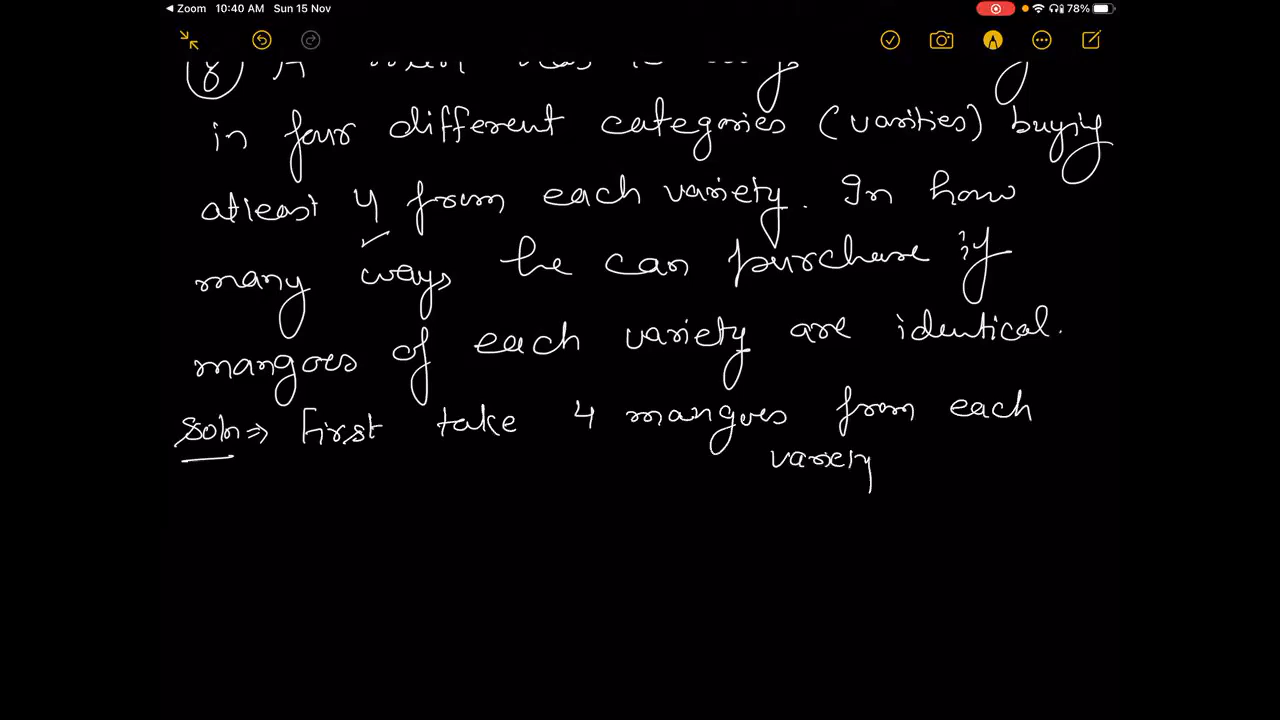 Zoom 10:40 AM Sun 15 Nov 78%
in four different categories (varities) buying
atleast 4 from each variety. In how
many ways he can purchase if
mangoes of each variety are identical.
Soln ⇒ First take 4 mangoes from each
variety